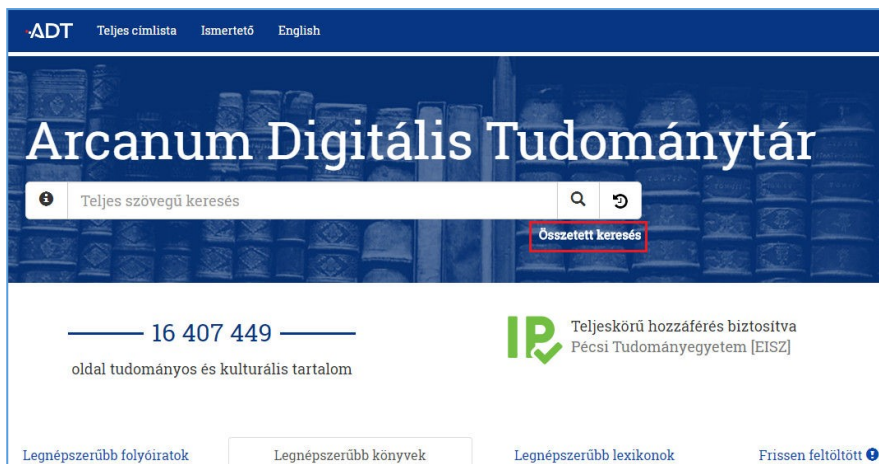 ADT Teljes címlista Ismertető English
Arcanum Digitális Tudománytár
Teljes szövegű keresés
Összetett keresés
16 407 449
oldal tudományos és kulturális tartalom
IP
Teljeskörű hozzáférés biztosítva
Pécsi Tudományegyetem [EISZ]
Legnépszerűbb folyóiratok Legnépszerűbb könyvek Legnépszerűbb lexikonok Frissen feltöltött